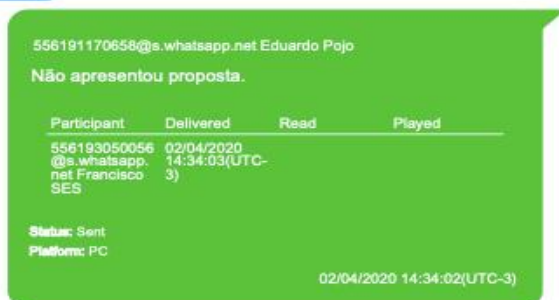 556191170658@s.whatsapp.net Eduardo Pojo
Não apresentou proposta.
Participant Delivered Read Played
556193050056 02/04/2020
@s.whatsapp. 14:34:03(UTC-
net Francisco 3)
SES
Status: Sent
Platform: PC
02/04/2020 14:34:02(UTC-3)